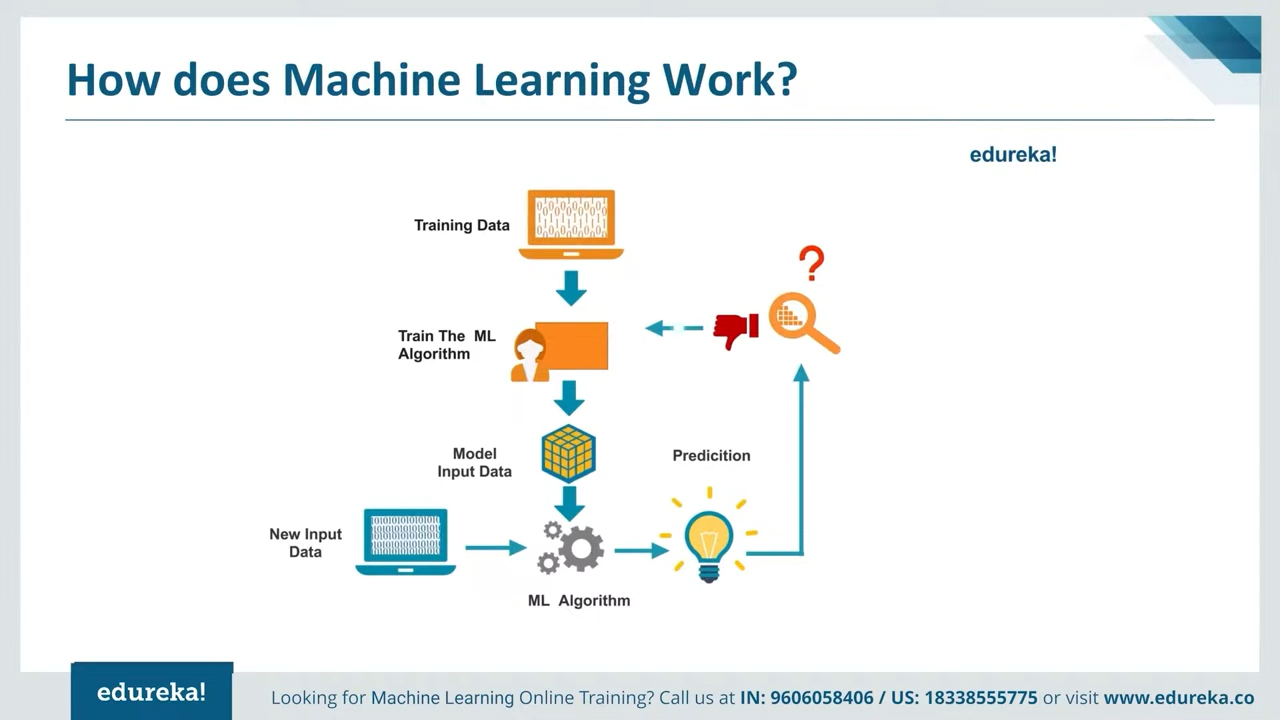 How does Machine Learning Work?
edureka!
Training Data
?
Train The ML
Algorithm
Model
Input Data
Predicition
New Input
Data
ML Algorithm
edureka!
Looking for Machine Learning Online Training? Call us at IN: 9606058406 / US: 18338555775 or visit www.edureka.co